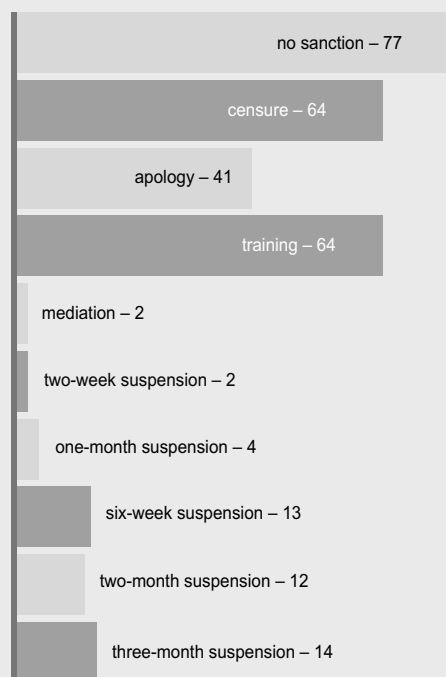 no sanction – 77
censure – 64
apology – 41
training – 64
mediation – 2
two-week suspension – 2
one-month suspension – 4
six-week suspension – 13
two-month suspension – 12
three-month suspension – 14